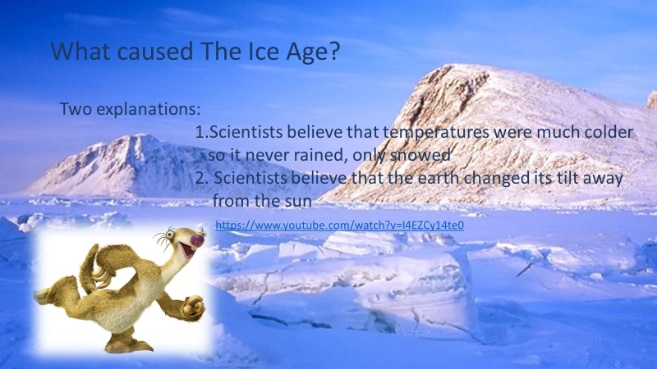 What caused The Ice Age?
Two explanations:
1.Scientists believe that temperatures were much colder
so it never rained, only snowed
2. Scientists believe that the earth changed its tilt away
from the sun
https://www.youtube.com/watch?v=I4EZCy14te0